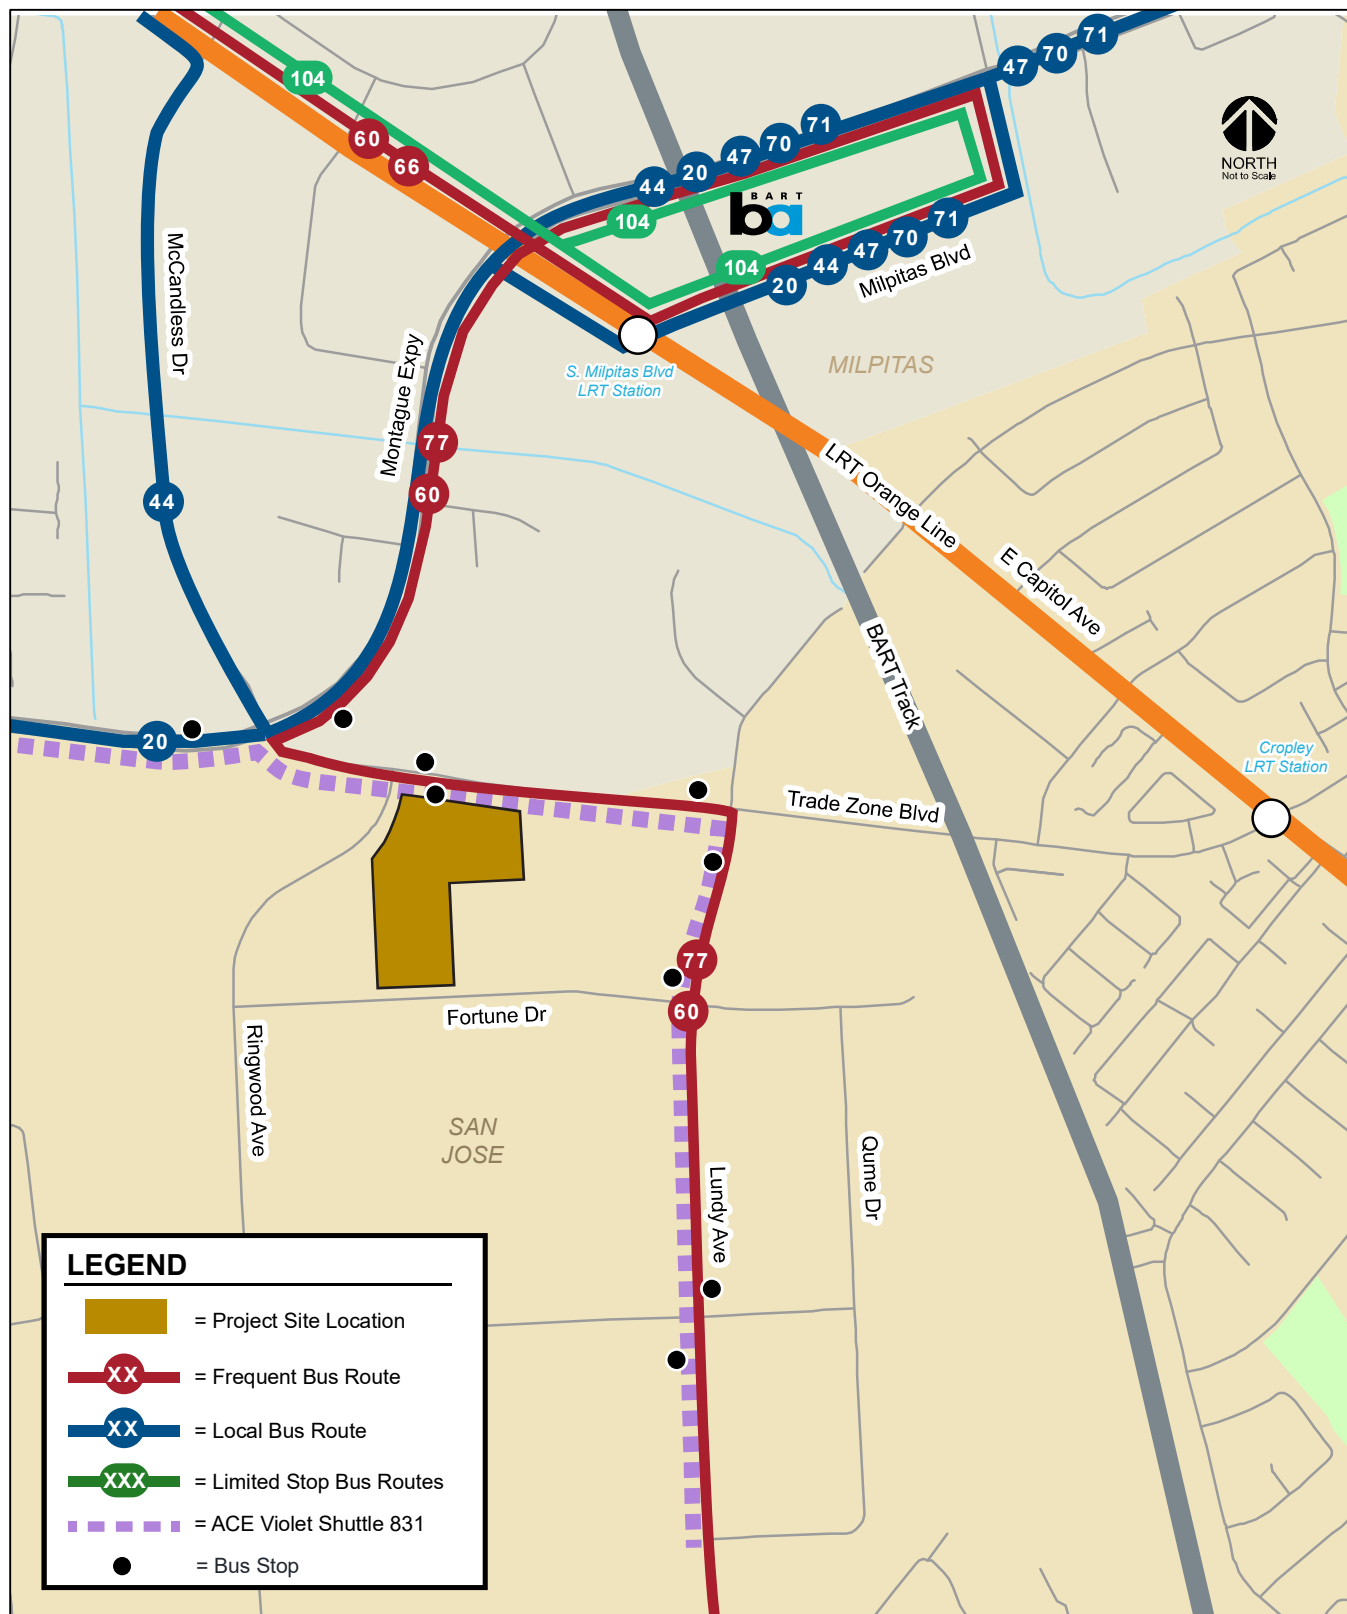 71
70
47
104
60
66
71
70
47
20
44
NORTH
Not to Scale
BART
ba
104
71
70
47
44
20
104
Milpitas Blvd
McCandless Dr
Montague Expy
S. Milpitas Blvd
LRT Station
MILPITAS
77
60
44
LRT Orange Line
E Capitol Ave
BART Track
20
Cropley
LRT Station
Trade Zone Blvd
77
60
Fortune Dr
Ringwood Ave
SAN
JOSE
Lundy Ave
Qume Dr
LEGEND
= Project Site Location
XX = Frequent Bus Route
XX = Local Bus Route
XXX = Limited Stop Bus Routes
= ACE Violet Shuttle 831
= Bus Stop